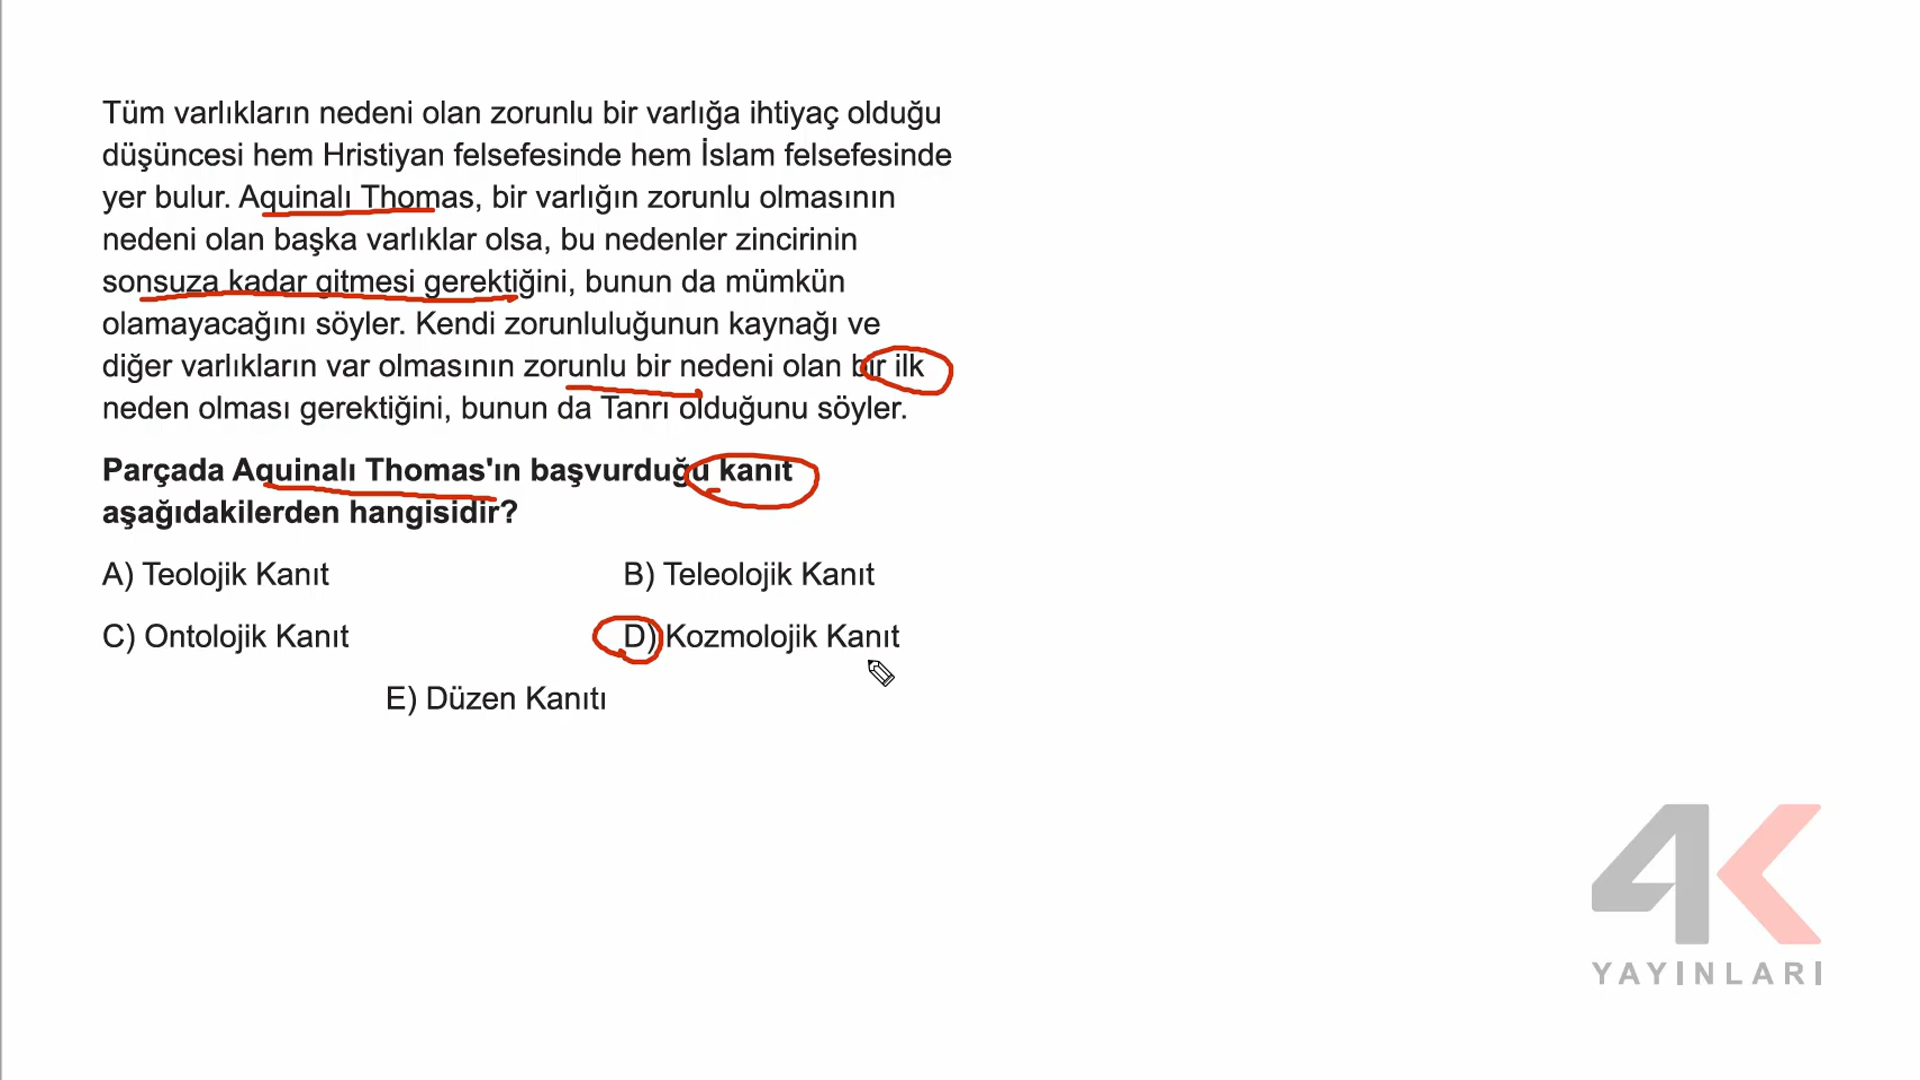 Tüm varlıkların nedeni olan zorunlu bir varlığa ihtiyaç olduğu
düşüncesi hem Hristiyan felsefesinde hem İslam felsefesinde
yer bulur. Aquinalı Thomas, bir varlığın zorunlu olmasının
nedeni olan başka varlıklar olsa, bu nedenler zincirinin
sonsuza kadar gitmesi gerektiğini, bunun da mümkün
olamayacağını söyler. Kendi zorunluluğunun kaynağı ve
diğer varlıkların var olmasının zorunlu bir nedeni olan bir ilk
neden olması gerektiğini, bunun da Tanrı olduğunu söyler.
Parçada Aquinalı Thomas'ın başvurduğu kanıt
aşağıdakilerden hangisidir?
A) Teolojik Kanıt
B) Teleolojik Kanıt
C) Ontolojik Kanıt
D) Kozmolojik Kanıt
E) Düzen Kanıtı
4K
YAYINLARI